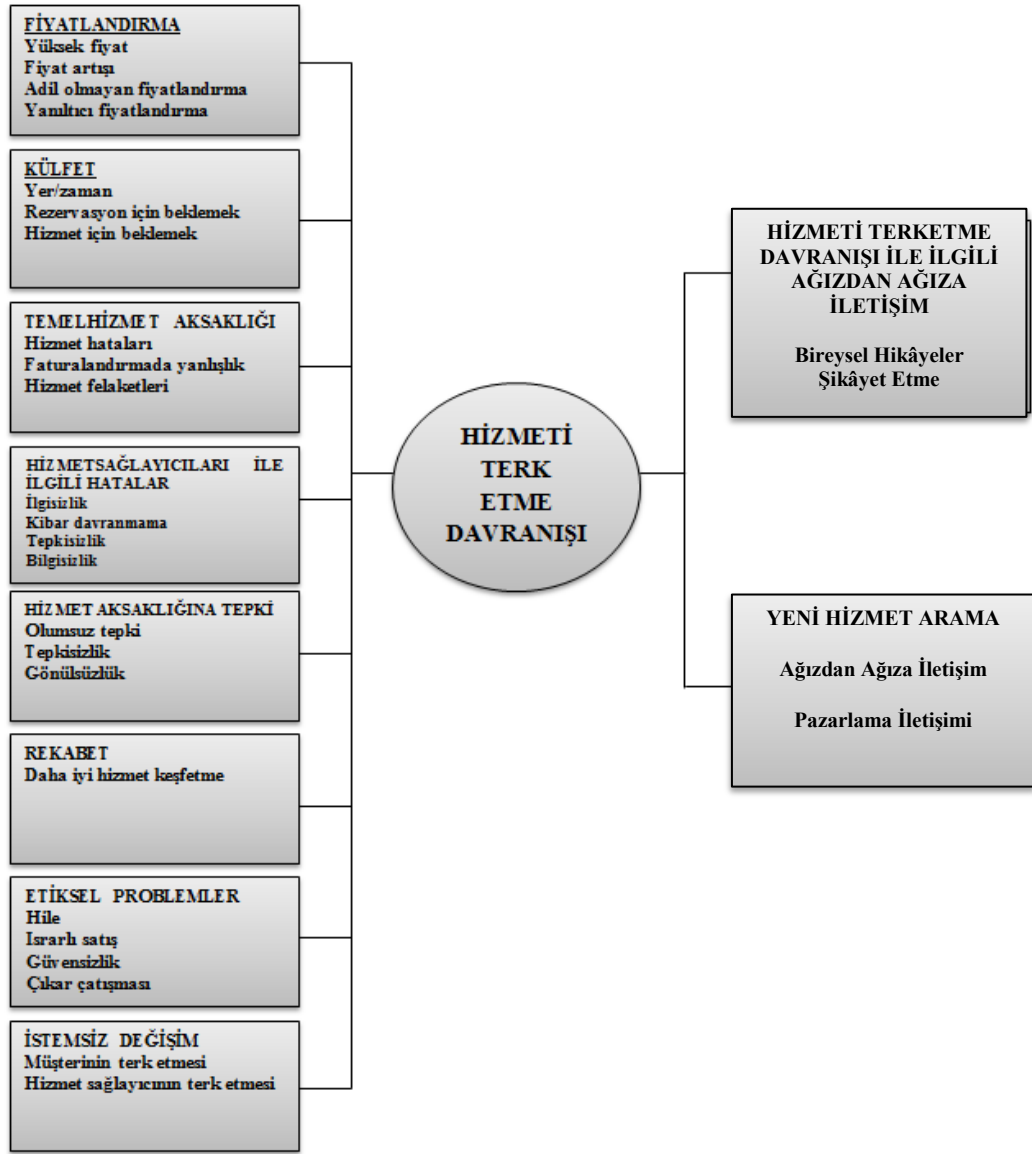 FİYATLANDIRMA
Yüksek fiyat
Fiyat artışı
Adil olmayan fiyatlandırma
Yanıltıcı fiyatlandırma
KÜLFET
Yer/zaman
Rezervasyon için beklemek
Hizmet için beklemek
TEMELHİZMET AKSAKLIĞI
Hizmet hataları
Faturalandırmada yanlışlık
Hizmet felaketleri
HİZMETSAĞLAYICILARI İLE
İLGİLİ HATALAR
İlgisizlik
Kibar davranmama
Tepkisizlik
Bilgisizlik
HİZMET AKSAKLIĞINA TEPKİ
Olumsuz tepki
Tepkisizlik
Gönülsüzlük
REKABET
Daha iyi hizmet keşfetme
ETİKSEL PROBLEMLER
Hile
Israrlı satış
Güvensizlik
Çıkar çatışması
İSTEMSİZ DEĞİŞİM
Müşterinin terk etmesi
Hizmet sağlayıcının terk etmesi
HİZMETİ
TERK
ETME
DAVRANIŞI
HİZMETİ TERKETME
DAVRANIŞI İLE İLGİLİ
AĞIZDAN AĞIZA
İLETİŞİM
Bireysel Hikâyeler
Şikâyet Etme
YENİ HİZMET ARAMA
Ağızdan Ağıza İletişim
Pazarlama İletişimi